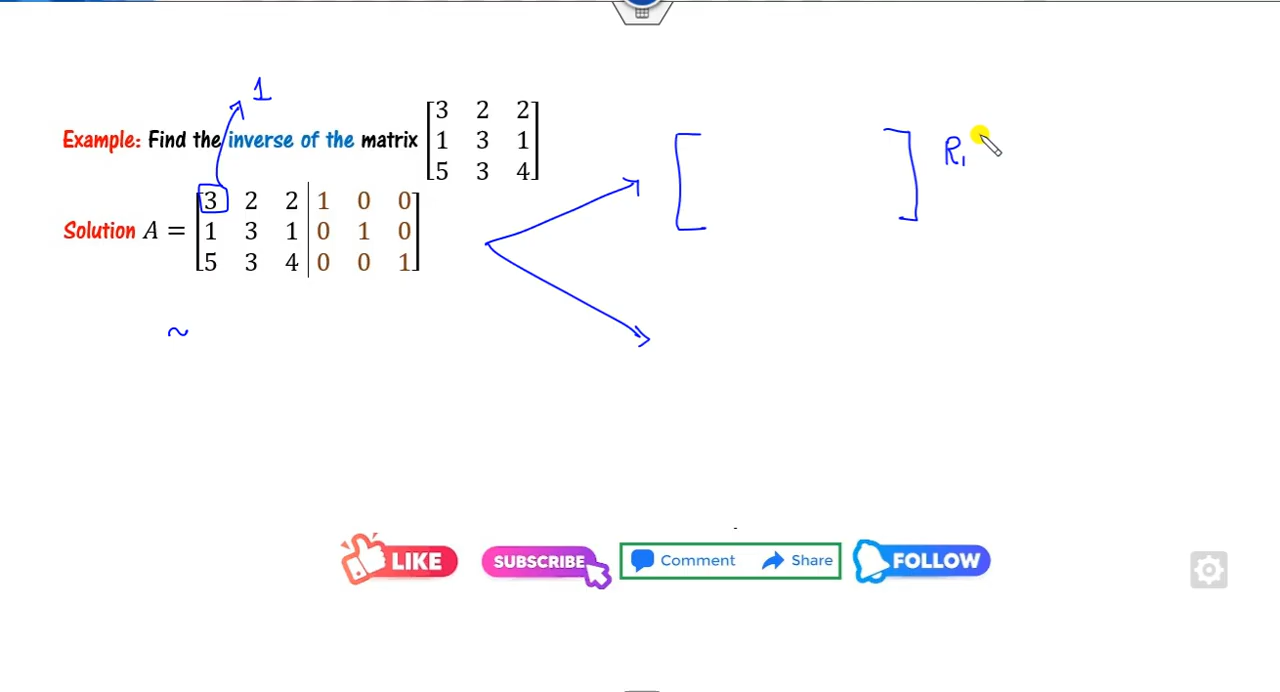 1
Example: Find the inverse of the matrix [3 2 2
1 3 1
5 3 4]
Solution A = [3 2 2 | 1 0 0
1 3 1 | 0 1 0
5 3 4 | 0 0 1]
[ ] R₁
~
LIKE SUBSCRIBE Comment Share FOLLOW